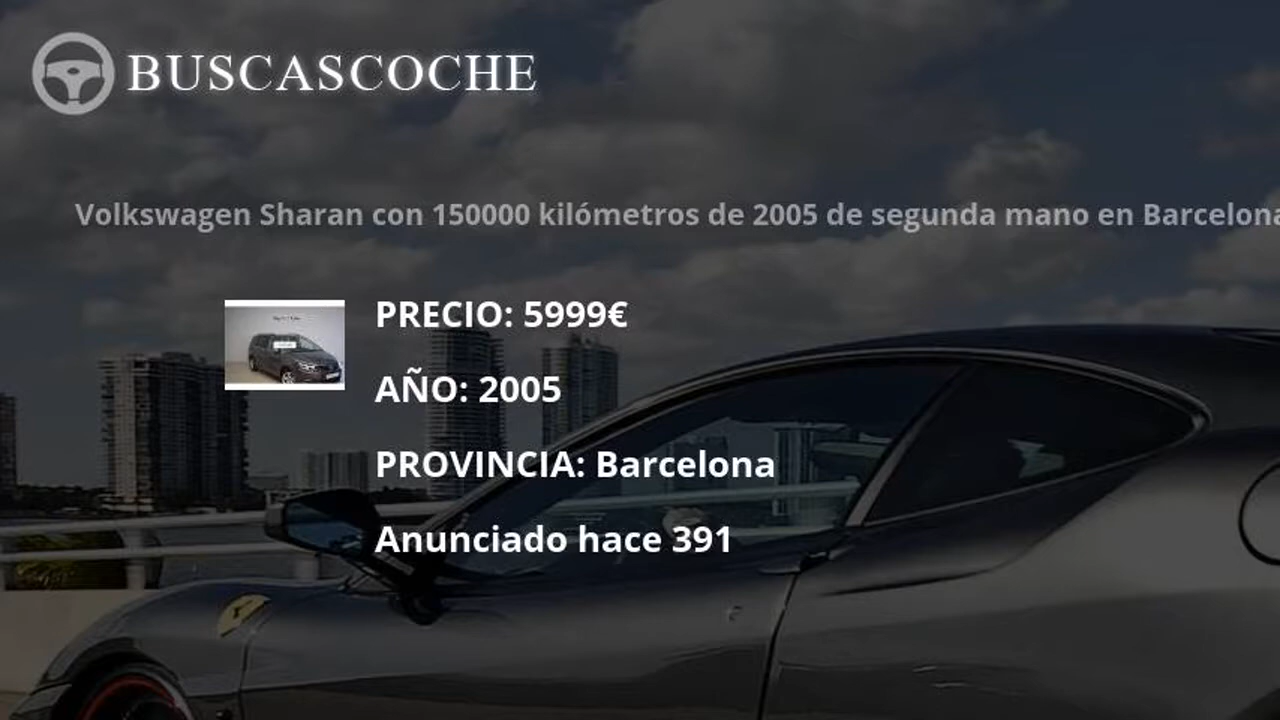 BUSCASCOCHE
Volkswagen Sharan con 150000 kilómetros de 2005 de segunda mano en Barcelona
PRECIO: 5999€
AÑO: 2005
PROVINCIA: Barcelona
Anunciado hace 391